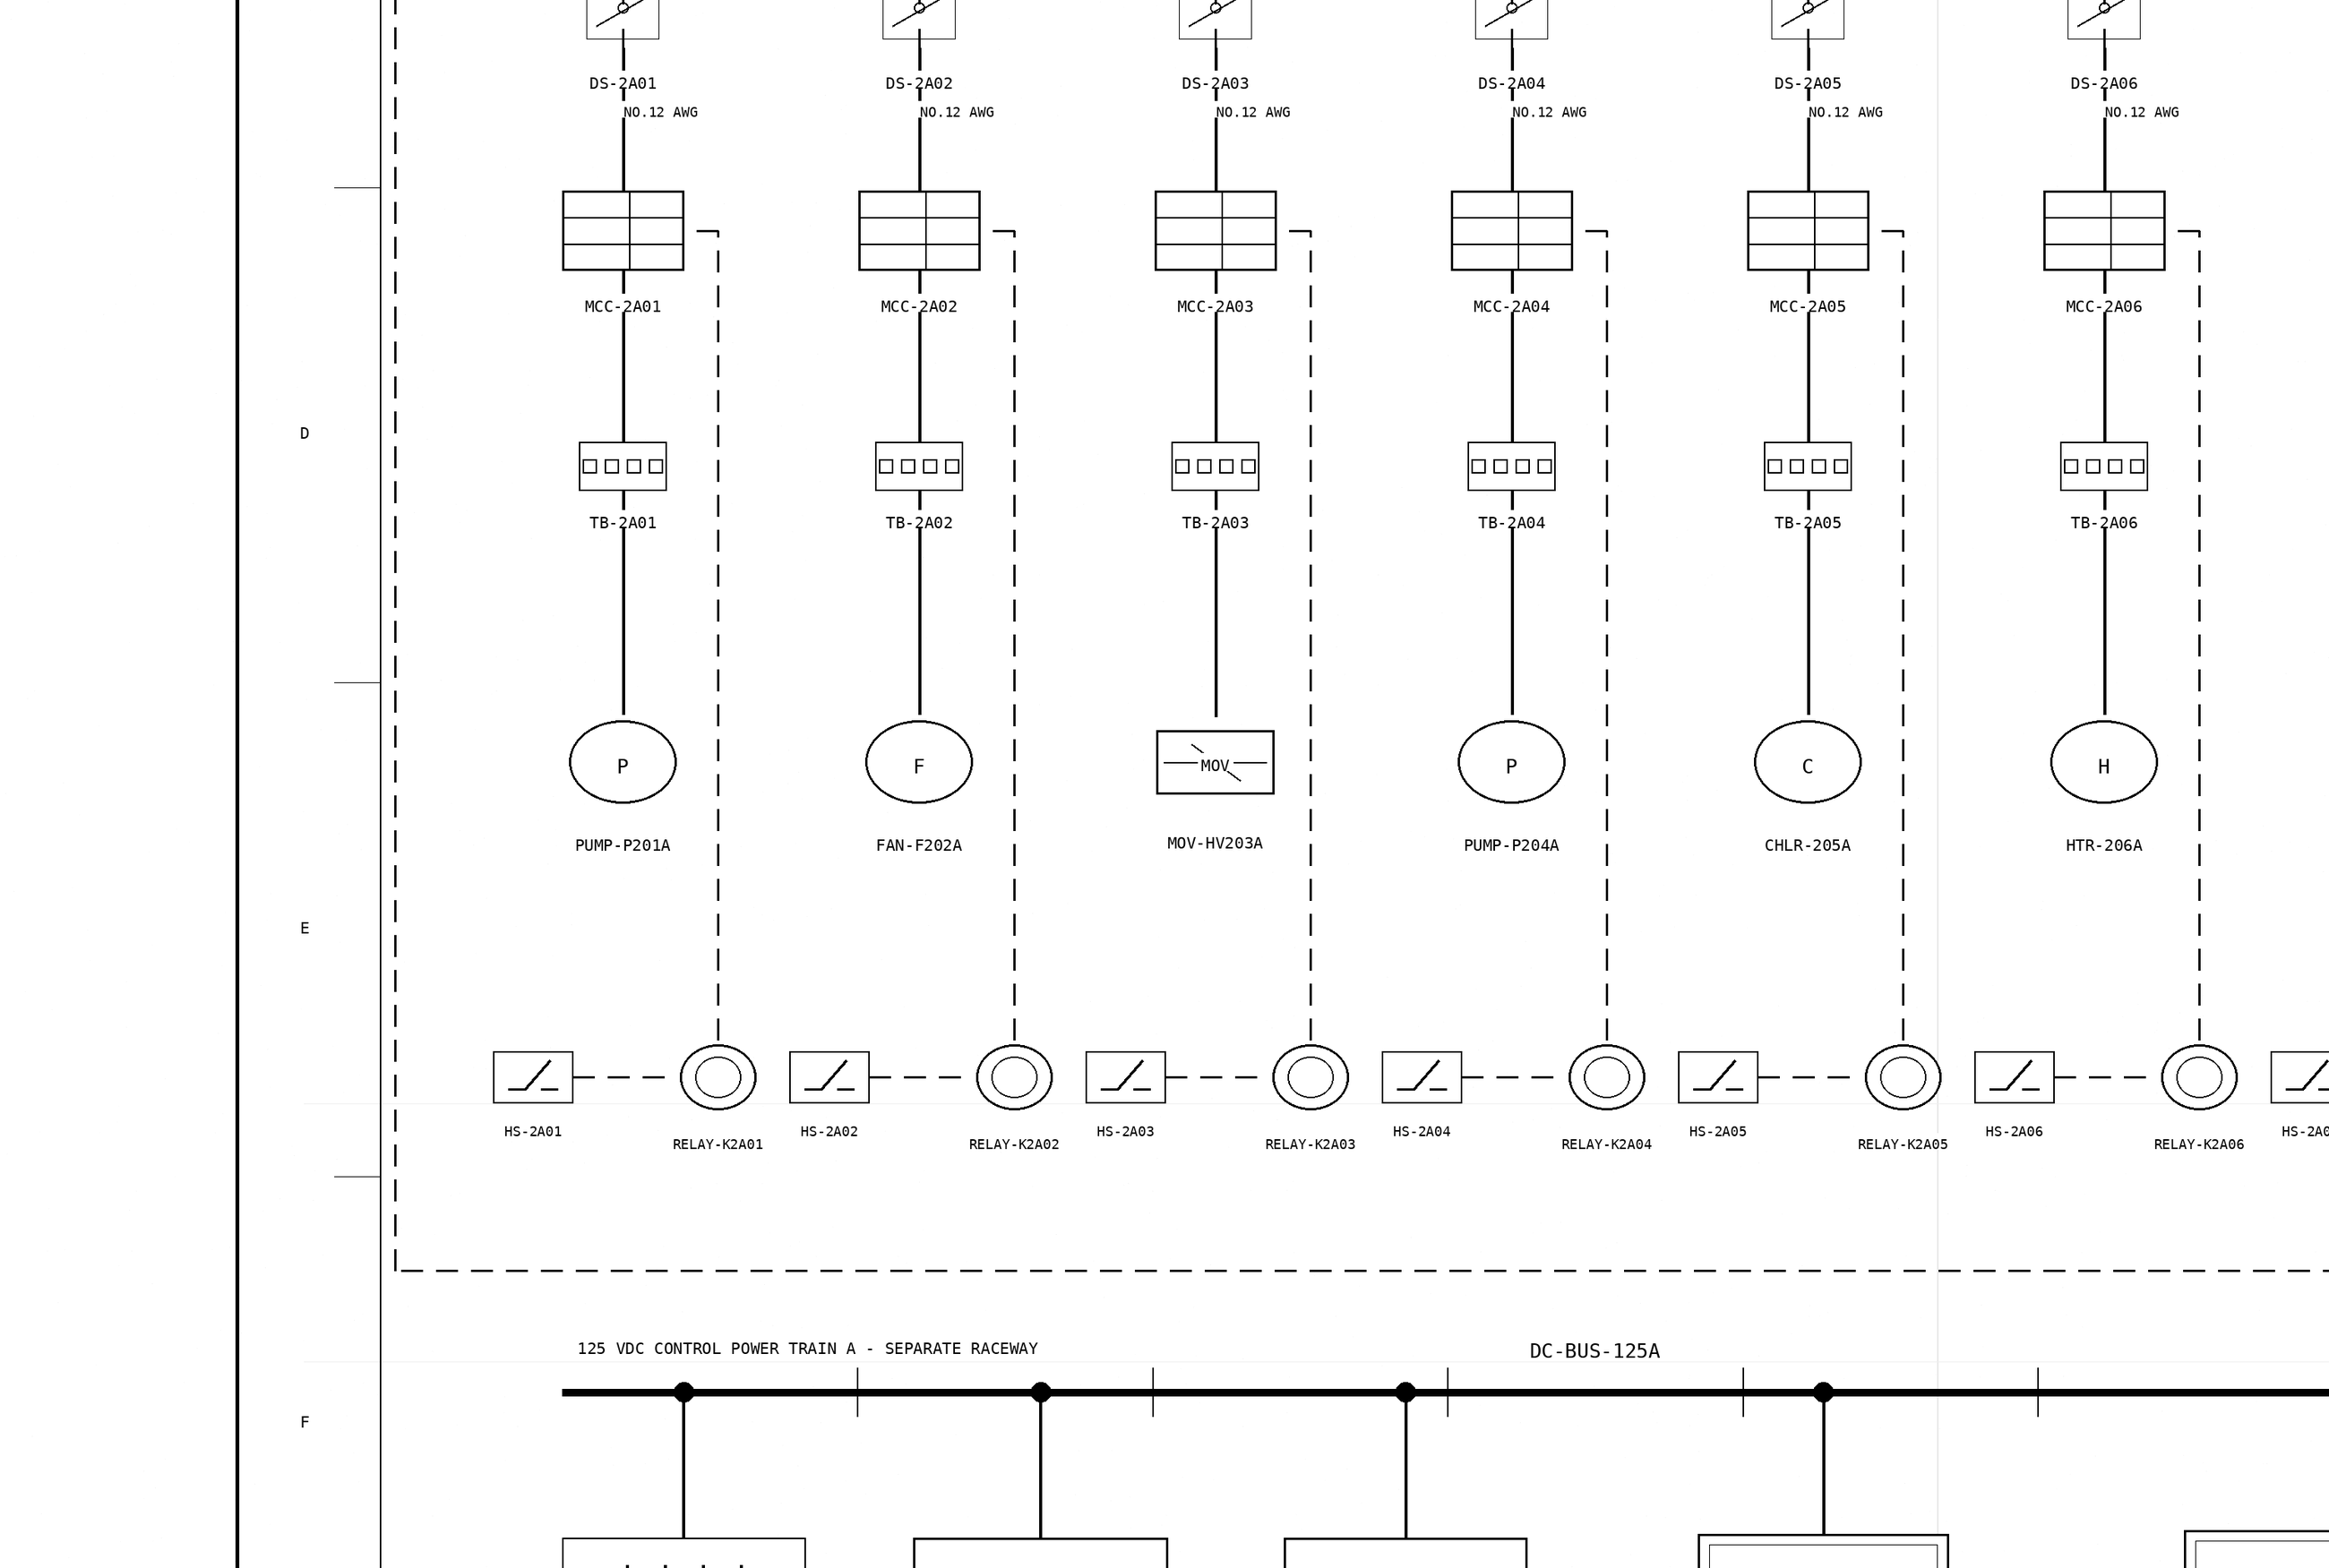 DS-2A01 DS-2A02 DS-2A03 DS-2A04 DS-2A05 DS-2A06
NO.12 AWG NO.12 AWG NO.12 AWG NO.12 AWG NO.12 AWG NO.12 AWG
MCC-2A01 MCC-2A02 MCC-2A03 MCC-2A04 MCC-2A05 MCC-2A06
D
TB-2A01 TB-2A02 TB-2A03 TB-2A04 TB-2A05 TB-2A06
P F MOV P C H
PUMP-P201A FAN-F202A MOV-HV203A PUMP-P204A CHLR-205A HTR-206A
E
HS-2A01 RELAY-K2A01 HS-2A02 RELAY-K2A02 HS-2A03 RELAY-K2A03 HS-2A04 RELAY-K2A04 HS-2A05 RELAY-K2A05 HS-2A06 RELAY-K2A06
125 VDC CONTROL POWER TRAIN A - SEPARATE RACEWAY DC-BUS-125A
F